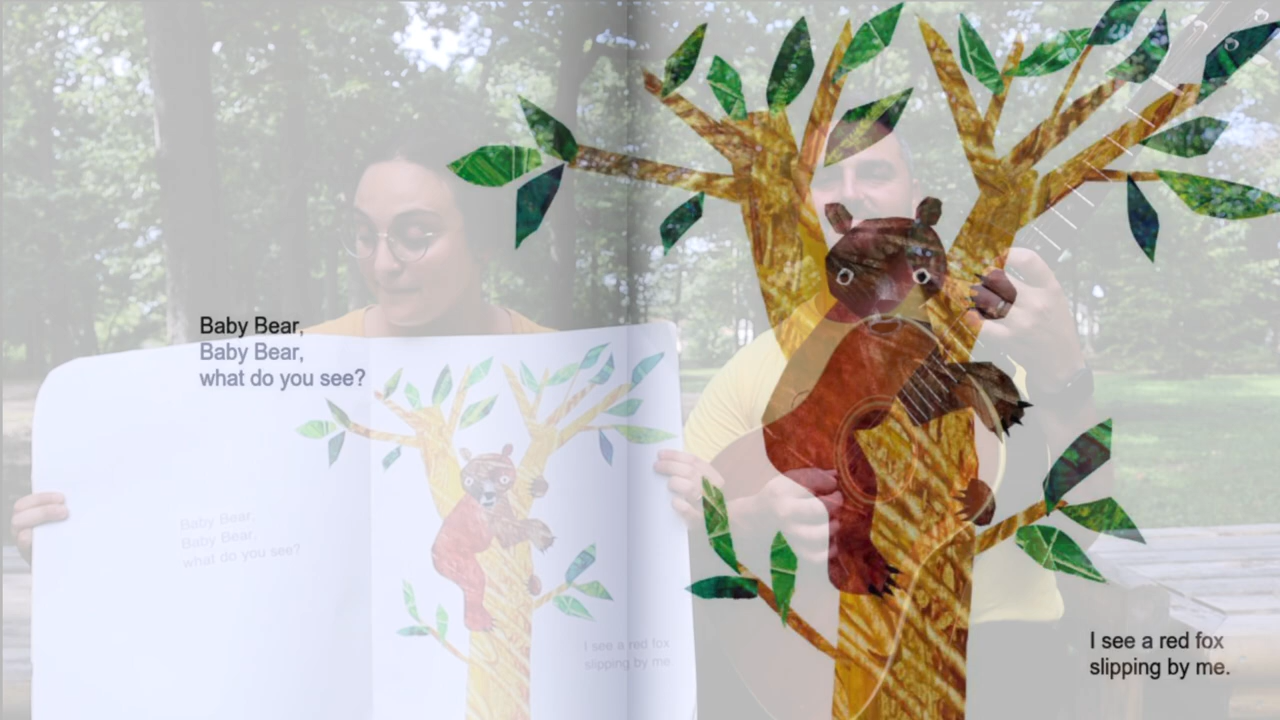 Baby Bear,
Baby Bear,
what do you see?
Baby Bear,
Baby Bear,
what do you see?
I see a red fox
slipping by me
I see a red fox
slipping by me.